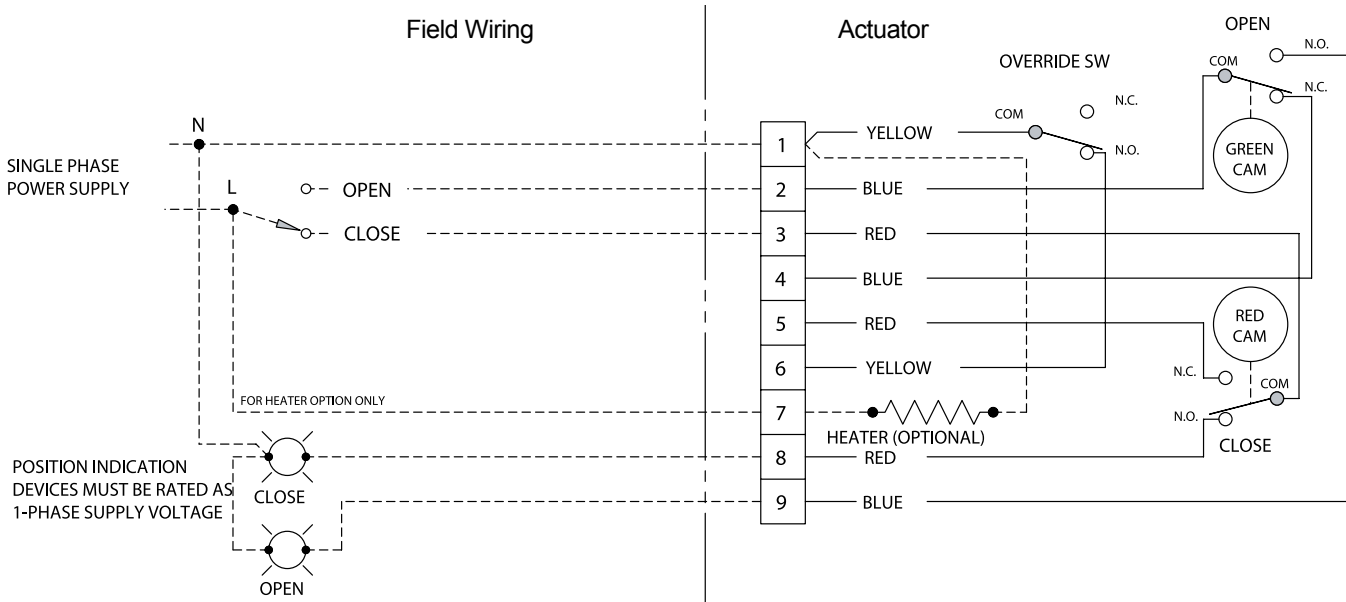 Field Wiring
Actuator
OPEN
N.O.
COM
N.C.
GREEN
CAM
OVERRIDE SW
N.C.
COM
N.O.
N
SINGLE PHASE
POWER SUPPLY
L
OPEN
CLOSE
1
YELLOW
2
BLUE
3
RED
4
BLUE
5
RED
6
YELLOW
7
8
RED
9
BLUE
RED
CAM
N.C.
COM
N.O.
CLOSE
FOR HEATER OPTION ONLY
HEATER (OPTIONAL)
POSITION INDICATION
DEVICES MUST BE RATED AS
1-PHASE SUPPLY VOLTAGE
CLOSE
OPEN